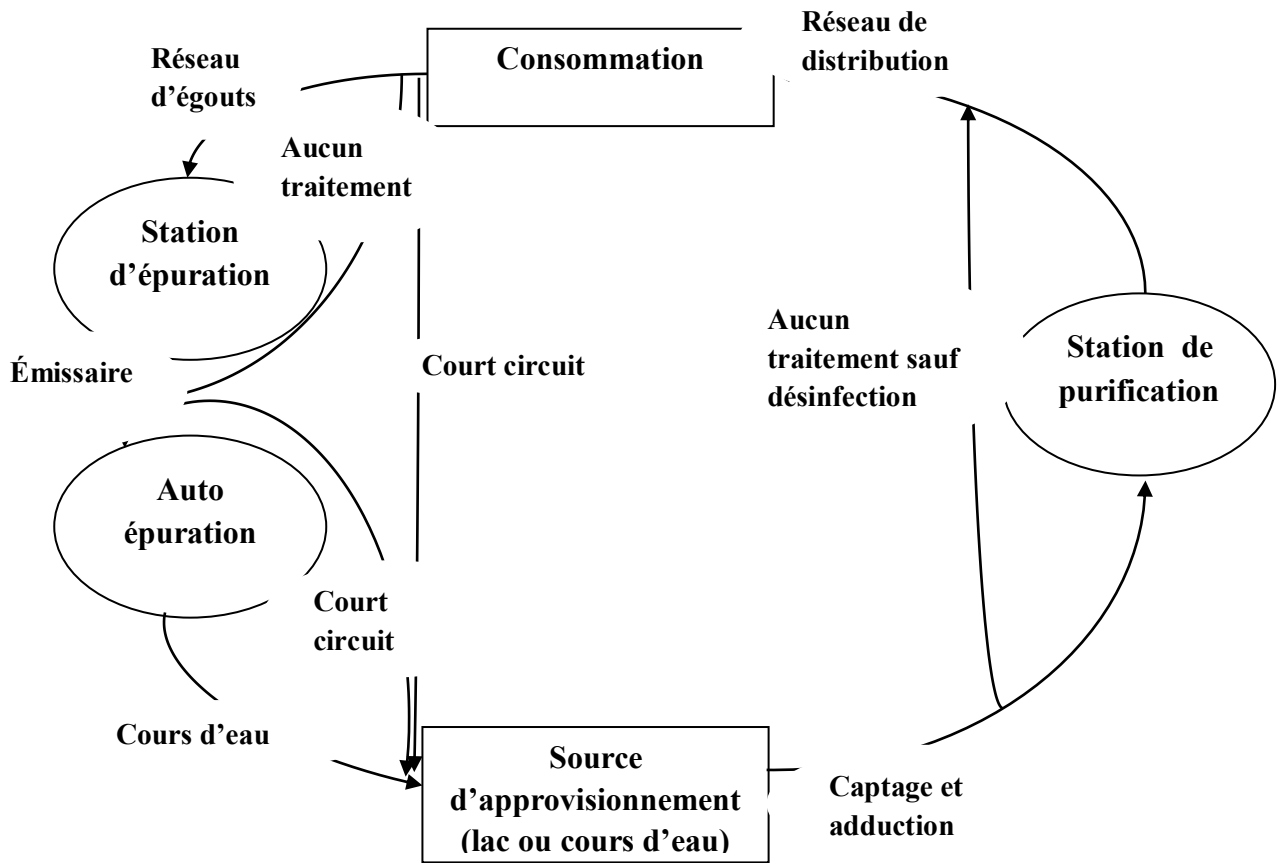 Réseau de
distribution
Consommation
Réseau
d’égouts
Aucun
traitement
Station
d’épuration
Émissaire
Court circuit
Aucun
traitement sauf
désinfection
Station de
purification
Auto
épuration
Court
circuit
Cours d’eau
Source
d’approvisionnement
(lac ou cours d’eau)
Captage et
adduction